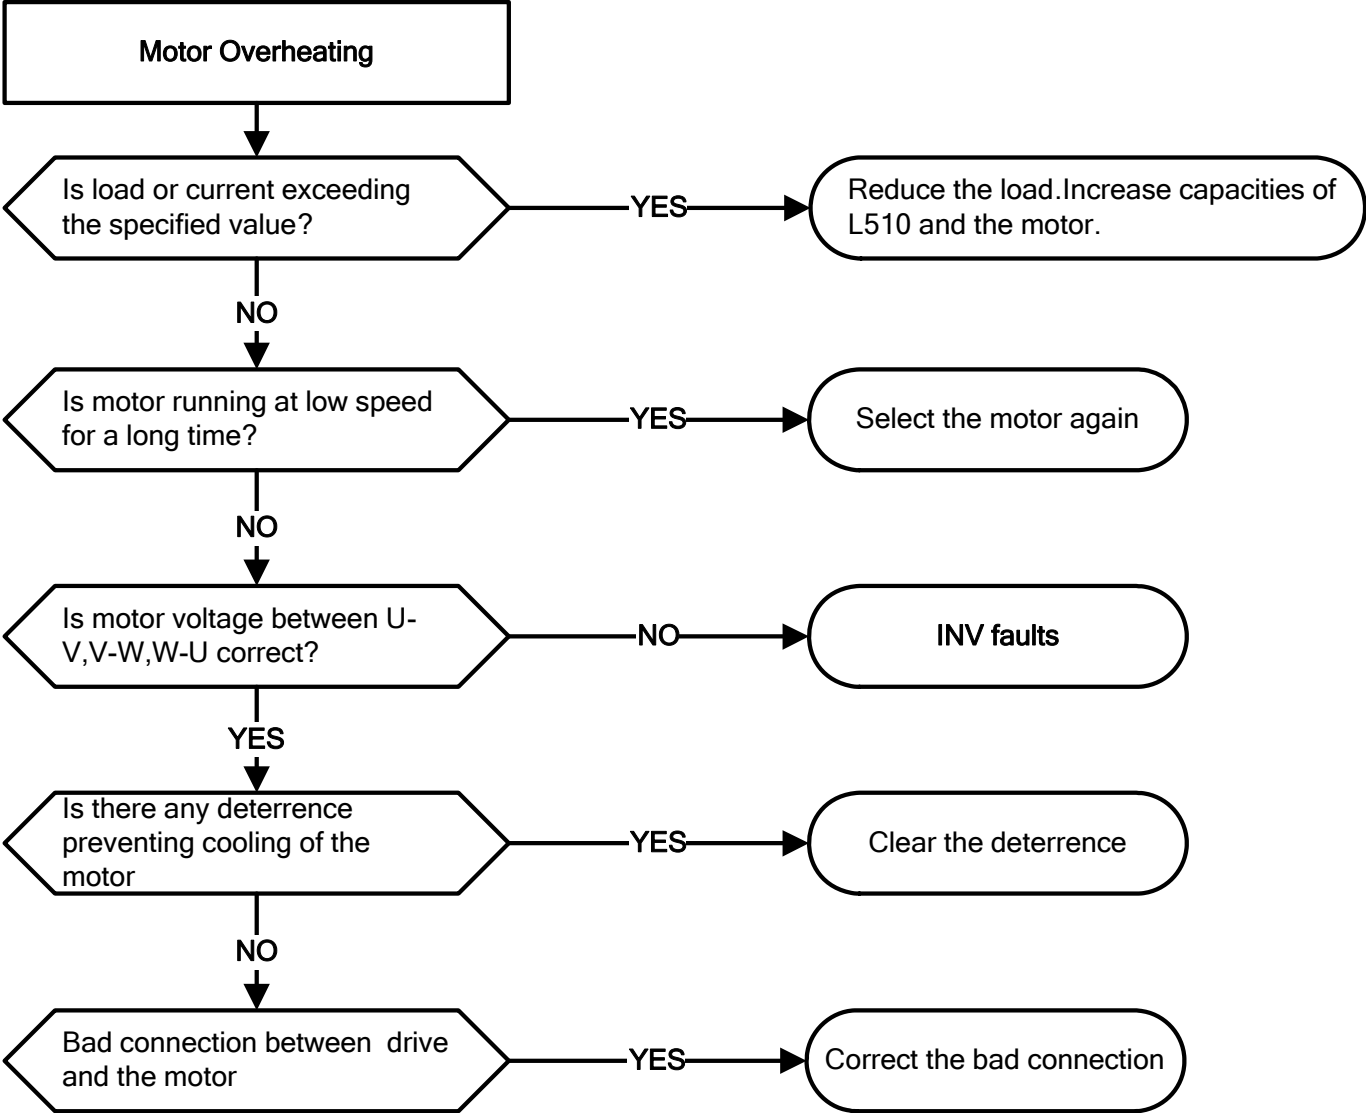 Motor Overheating
Is load or current exceeding
the specified value?
YES
Reduce the load.Increase capacities of
L510 and the motor.
NO
Is motor running at low speed
for a long time?
YES
Select the motor again
NO
Is motor voltage between U-
V,V-W,W-U correct?
NO
INV faults
YES
Is there any deterrence
preventing cooling of the
motor
YES
Clear the deterrence
NO
Bad connection between  drive
and the motor
YES
Correct the bad connection